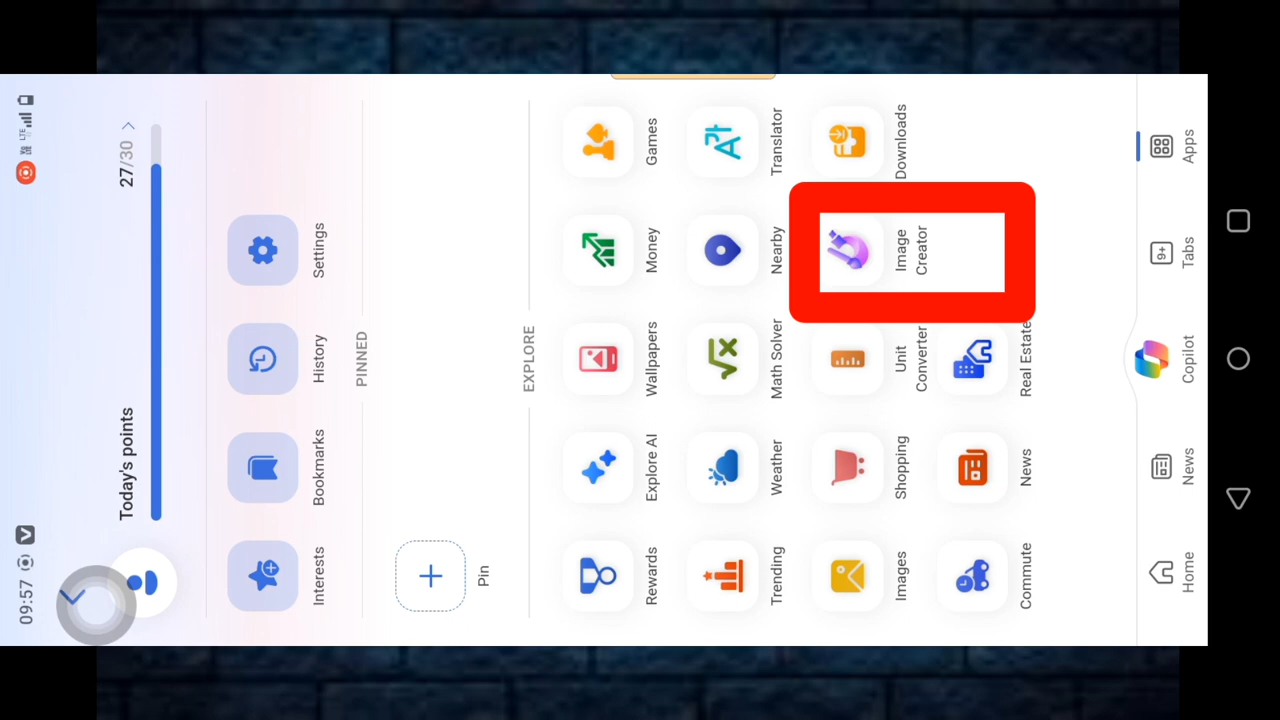 09:57
LTE
Today's points
27/30
Interests
Bookmarks
History
Settings
PINNED
Pin
EXPLORE
Rewards
Explore AI
Wallpapers
Money
Games
Trending
Weather
Math Solver
Nearby
Translator
Images
Shopping
Unit
Converter
Image
Creator
Downloads
Commute
News
Real Estate
Home
News
Copilot
9+
Tabs
Apps